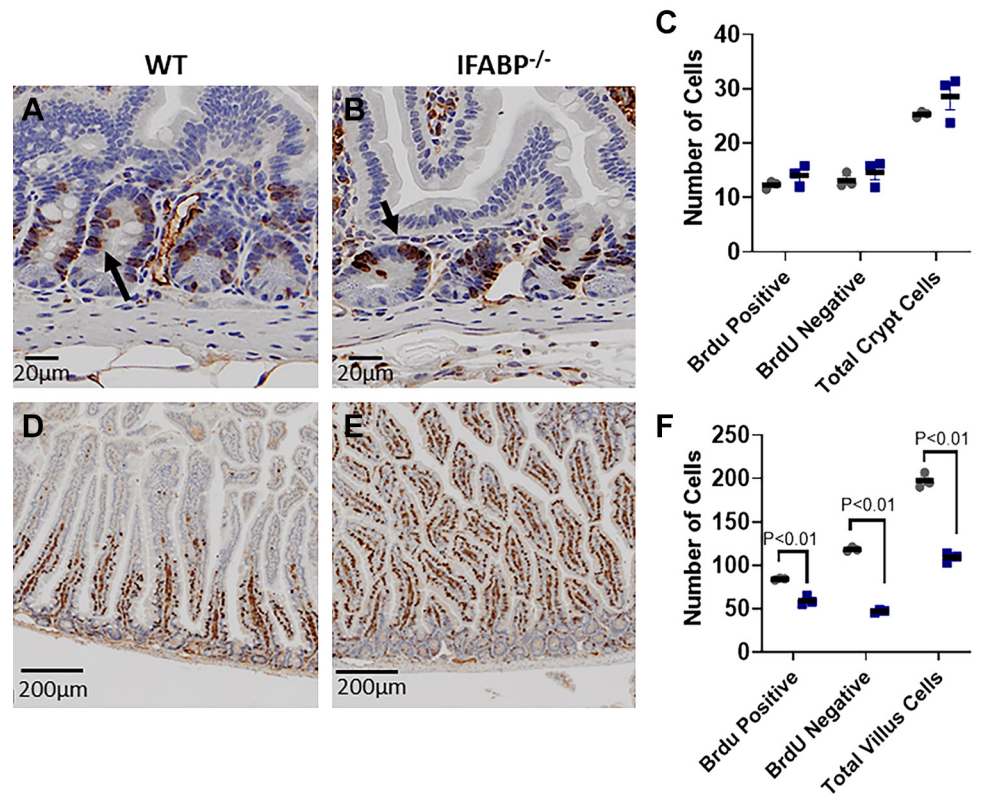 WT
IFABP-/-
A
20μm
B
20μm
C
Number of Cells
40
30
20
10
0
Brdu Positive
BrdU Negative
Total Crypt Cells
D
200μm
E
200μm
F
Number of Cells
250
200
150
100
50
0
P<0.01
P<0.01
P<0.01
Brdu Positive
BrdU Negative
Total Villus Cells